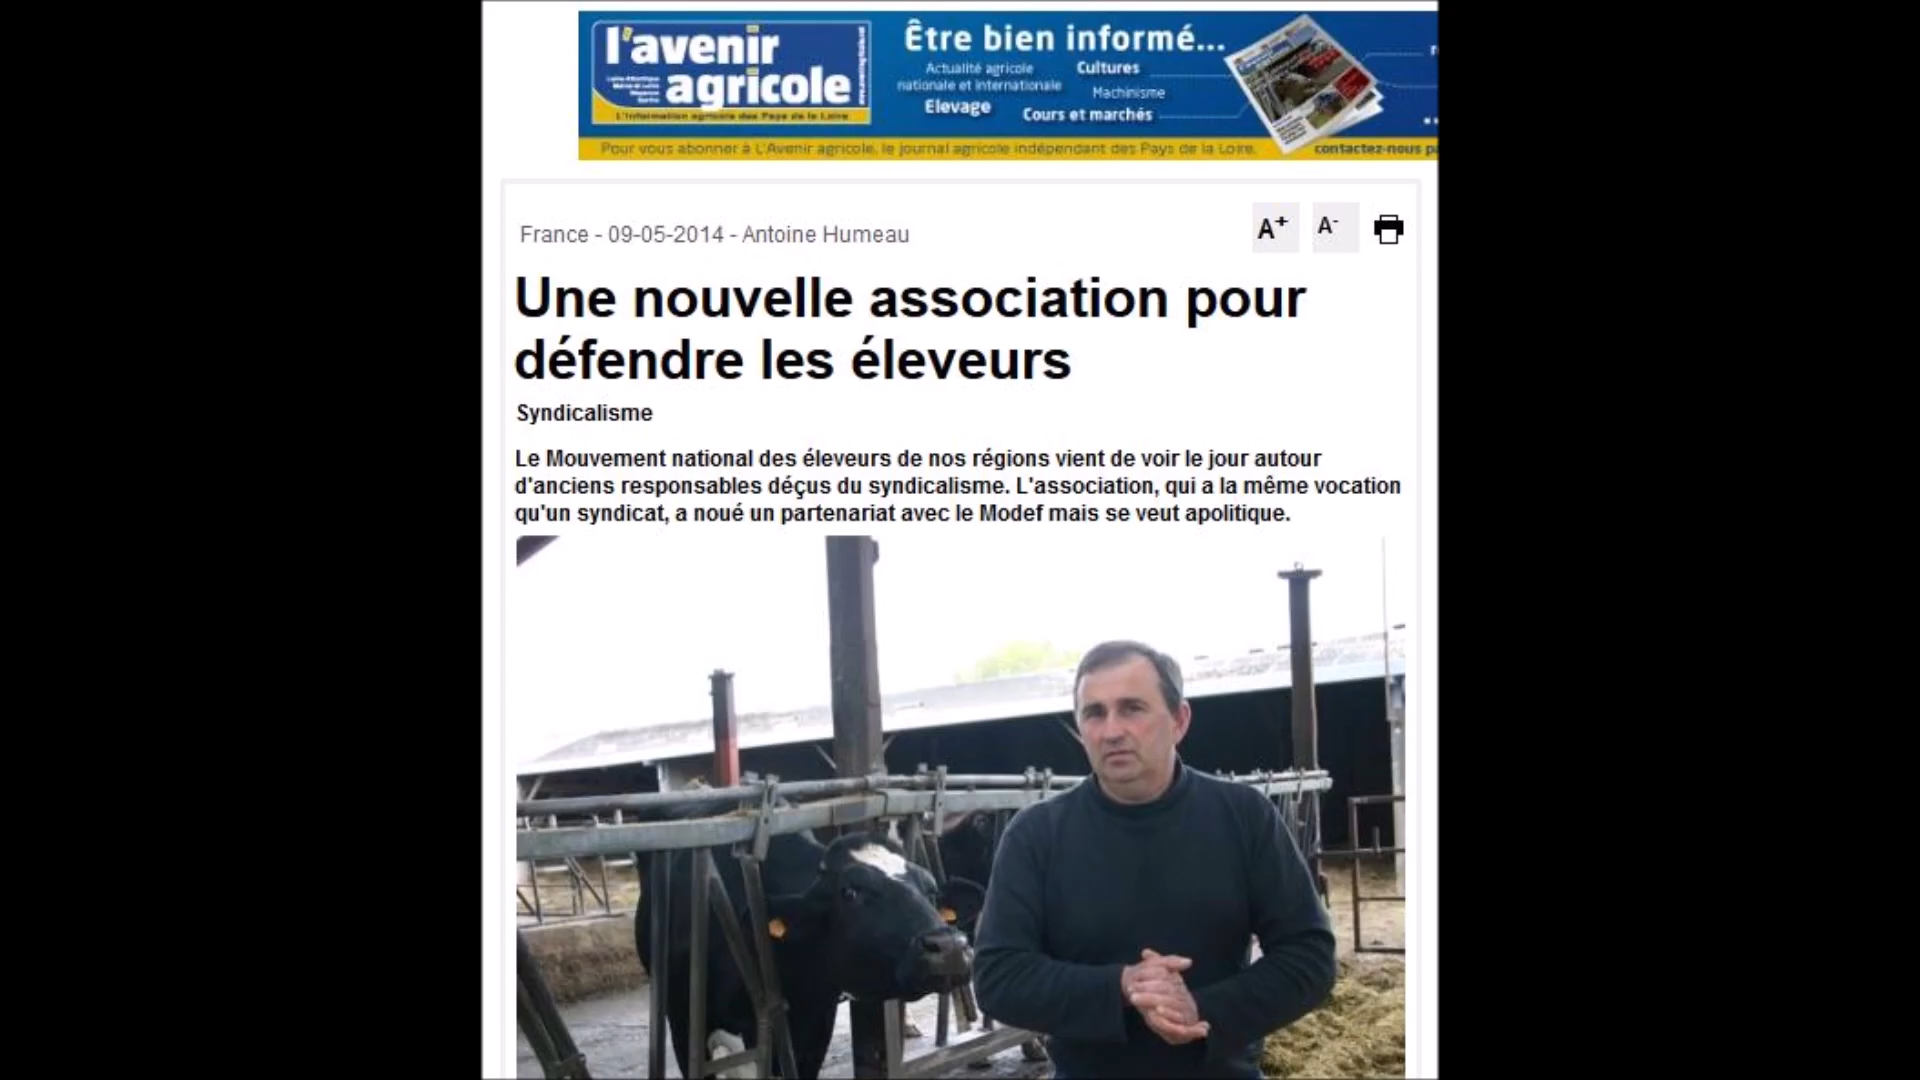 l'avenir
agricole
L'information agricole des Pays de la Loire
Être bien informé...
Actualité agricole
nationale et internationale
Cultures
Machinisme
Elevage
Cours et marchés
Pour vous abonner à L'Avenir agricole, le journal agricole indépendant des Pays de la Loire,
contactez-nous
France - 09-05-2014 - Antoine Humeau
A+
A-
Une nouvelle association pour
défendre les éleveurs
Syndicalisme
Le Mouvement national des éleveurs de nos régions vient de voir le jour autour
d'anciens responsables déçus du syndicalisme. L'association, qui a la même vocation
qu'un syndicat, a noué un partenariat avec le Modef mais se veut apolitique.